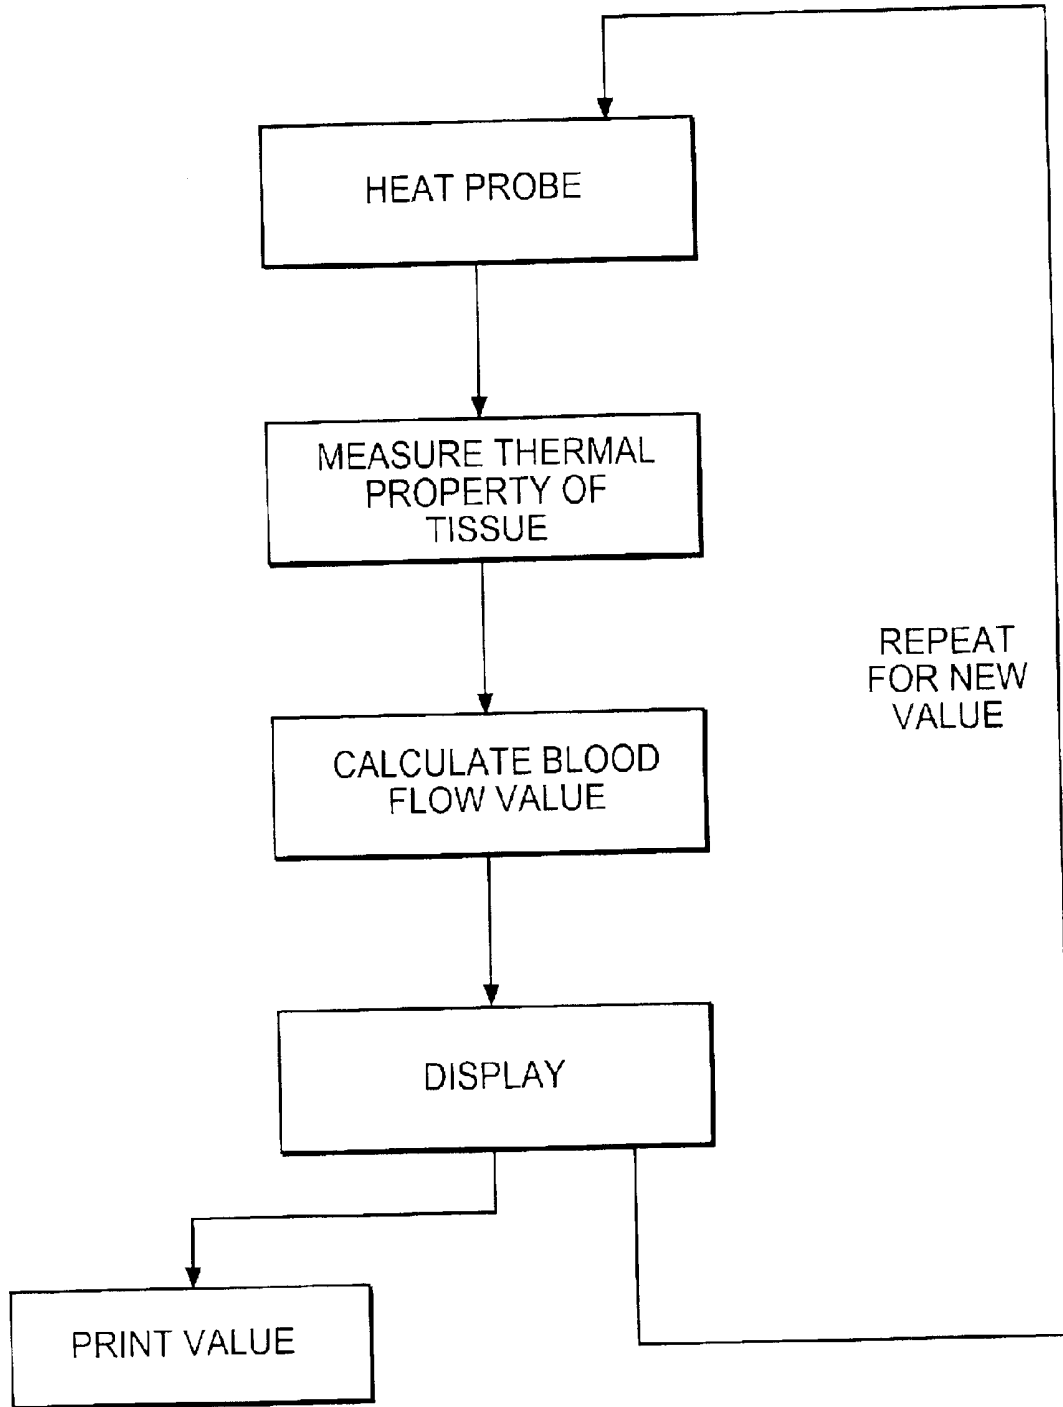 HEAT PROBE
MEASURE THERMAL
PROPERTY OF
TISSUE
REPEAT
FOR NEW
VALUE
CALCULATE BLOOD
FLOW VALUE
DISPLAY
PRINT VALUE